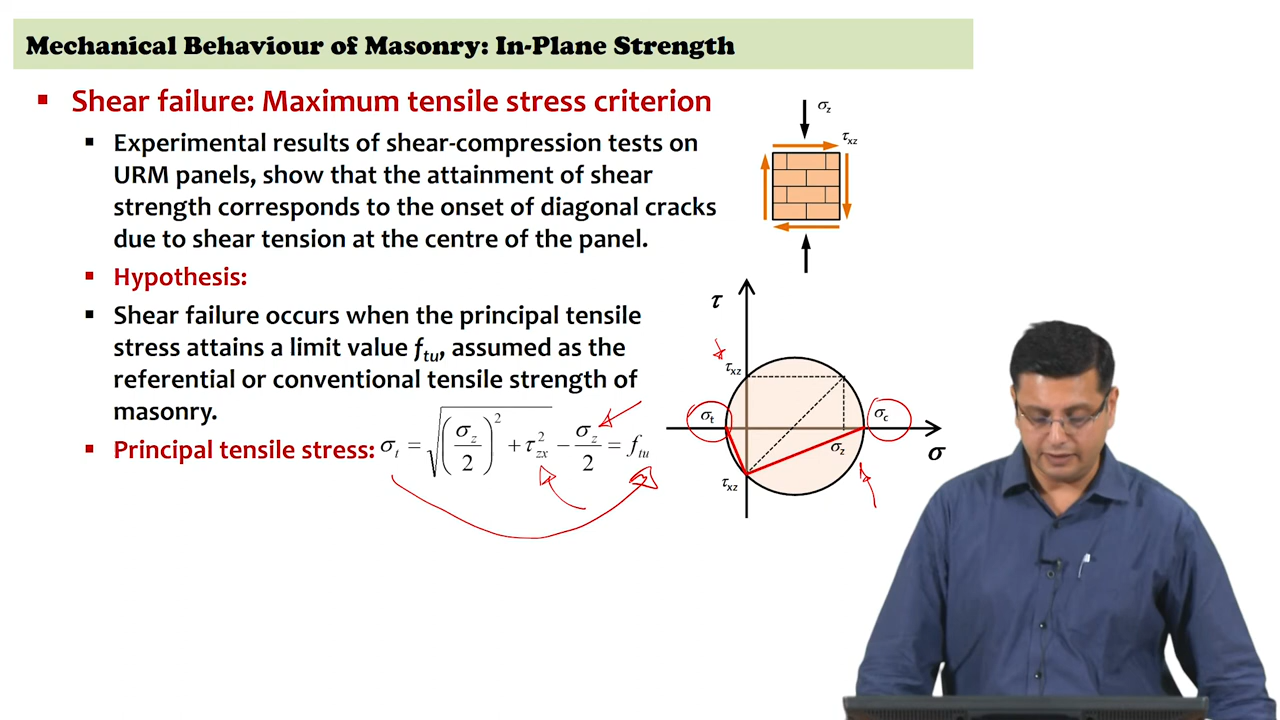 Mechanical Behaviour of Masonry: In-Plane Strength
▪ Shear failure: Maximum tensile stress criterion
▪ Experimental results of shear-compression tests on
URM panels, show that the attainment of shear
strength corresponds to the onset of diagonal cracks
due to shear tension at the centre of the panel.
▪ Hypothesis:
▪ Shear failure occurs when the principal tensile
stress attains a limit value f_tu, assumed as the
referential or conventional tensile strength of
masonry.
▪ Principal tensile stress: σ_t = √((σ_z/2)² + τ_zx²) − σ_z/2 = f_tu
σ_z
τ_xz
τ
τ_xz
σ_t
σ_c
σ_z
σ
τ_xz